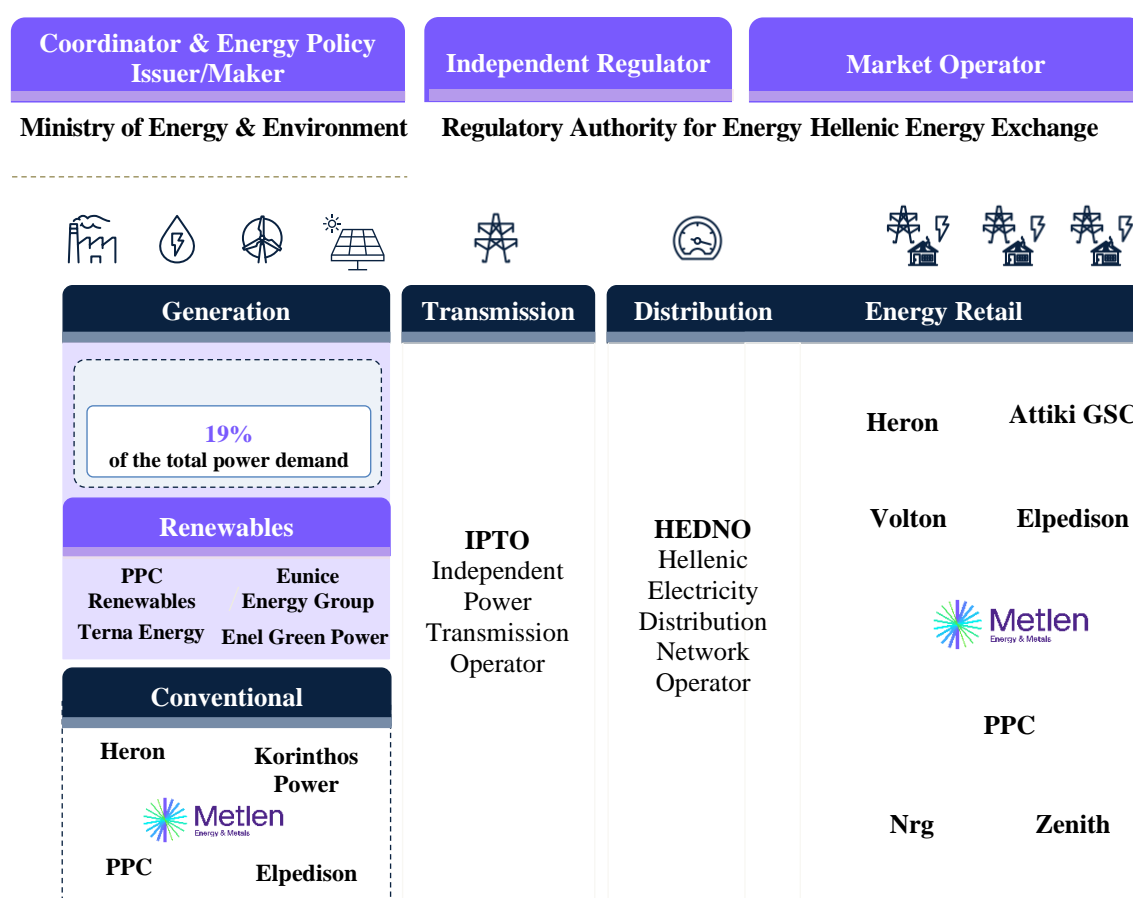 Coordinator & Energy Policy
Issuer/Maker
Independent Regulator
Market Operator
Ministry of Energy & Environment
Regulatory Authority for Energy
Hellenic Energy Exchange
Generation
Transmission
Distribution
Energy Retail
19%
of the total power demand
Renewables
PPC
Renewables
Eunice
Energy Group
Terna Energy
Enel Green Power
Conventional
Heron
Korinthos
Power
Metlen
Energy & Metals
PPC
Elpedison
IPTO
Independent
Power
Transmission
Operator
HEDNO
Hellenic
Electricity
Distribution
Network
Operator
Heron
Attiki GSC
Volton
Elpedison
Metlen
Energy & Metals
PPC
Nrg
Zenith